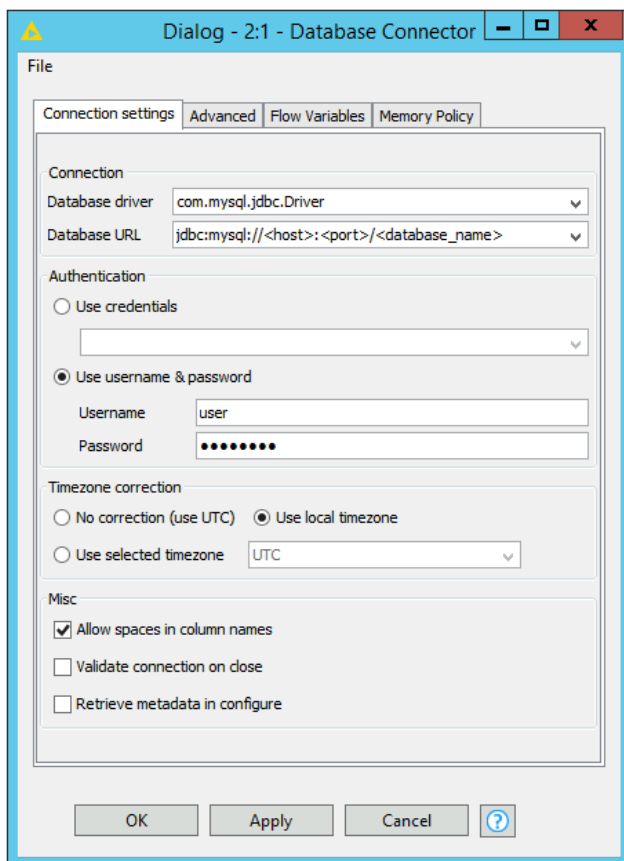 Dialog - 2:1 - Database Connector
File
Connection settings Advanced Flow Variables Memory Policy
Connection
Database driver com.mysql.jdbc.Driver
Database URL jdbc:mysql://<host>:<port>/<database_name>
Authentication
Use credentials
Use username & password
Username user
Password ●●●●●●●●
Timezone correction
No correction (use UTC) Use local timezone
Use selected timezone UTC
Misc
Allow spaces in column names
Validate connection on close
Retrieve metadata in configure
OK Apply Cancel ?